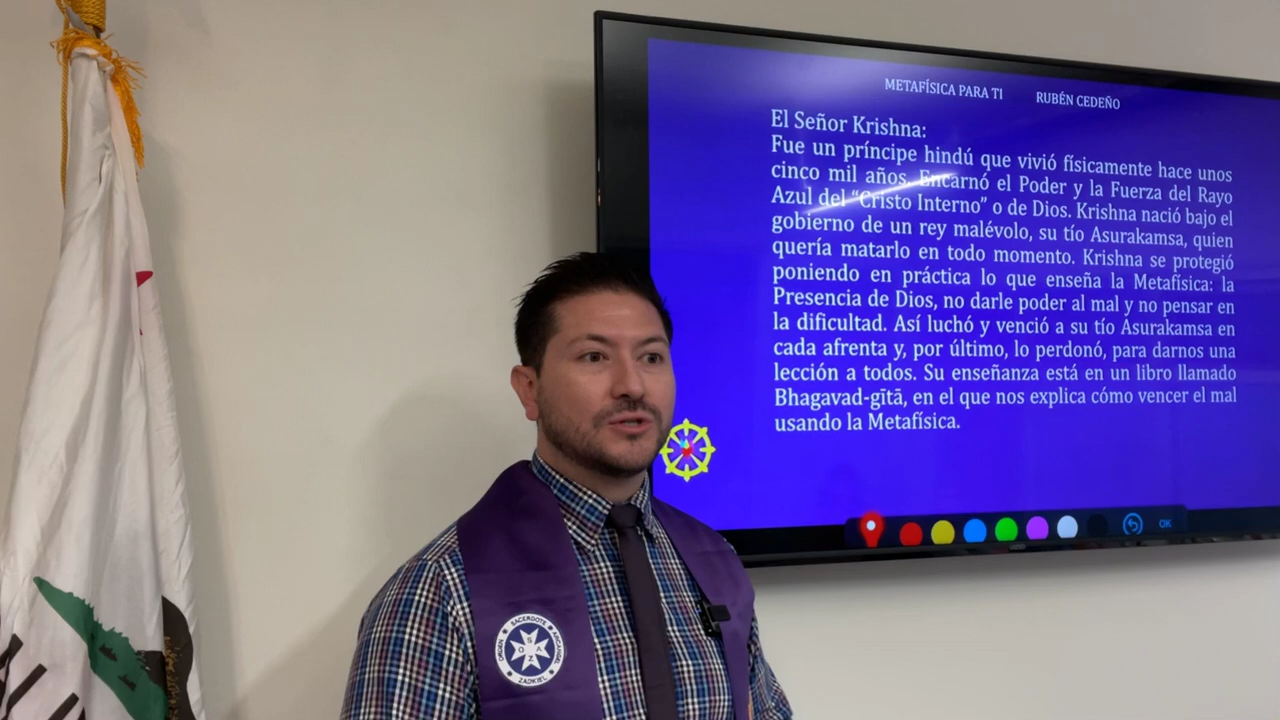 METAFÍSICA PARA TI RUBÉN CEDEÑO
El Señor Krishna:
Fue un príncipe hindú que vivió físicamente hace unos
cinco mil años. Encarnó el Poder y la Fuerza del Rayo
Azul del “Cristo Interno” o de Dios. Krishna nació bajo el
gobierno de un rey malévolo, su tío Asurakamsa, quien
quería matarlo en todo momento. Krishna se protegió
poniendo en práctica lo que enseña la Metafísica: la
Presencia de Dios, no darle poder al mal y no pensar en
la dificultad. Así luchó y venció a su tío Asurakamsa en
cada afrenta y, por último, lo perdonó, para darnos una
lección a todos. Su enseñanza está en un libro llamado
Bhagavad-gītā, en el que nos explica cómo vencer el mal
usando la Metafísica.
OK
ORDEN SACERDOTE ARCANGEL
ZADKIEL
O S A Z